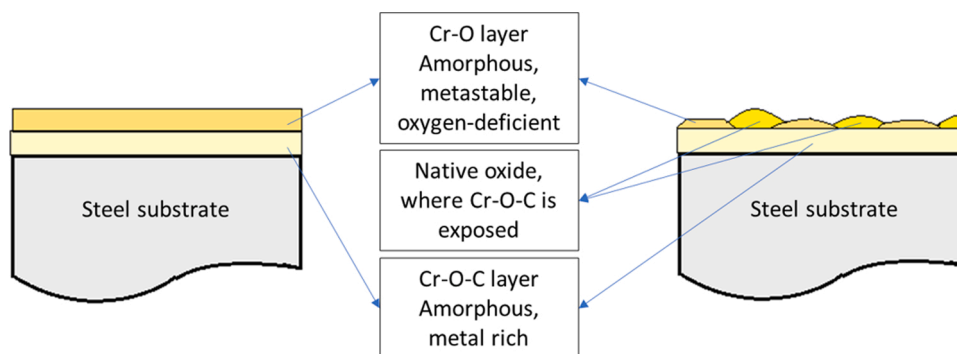 Cr-O layer
Amorphous,
metastable,
oxygen-deficient
Steel substrate
Native oxide,
where Cr-O-C is
exposed
Steel substrate
Cr-O-C layer
Amorphous,
metal rich